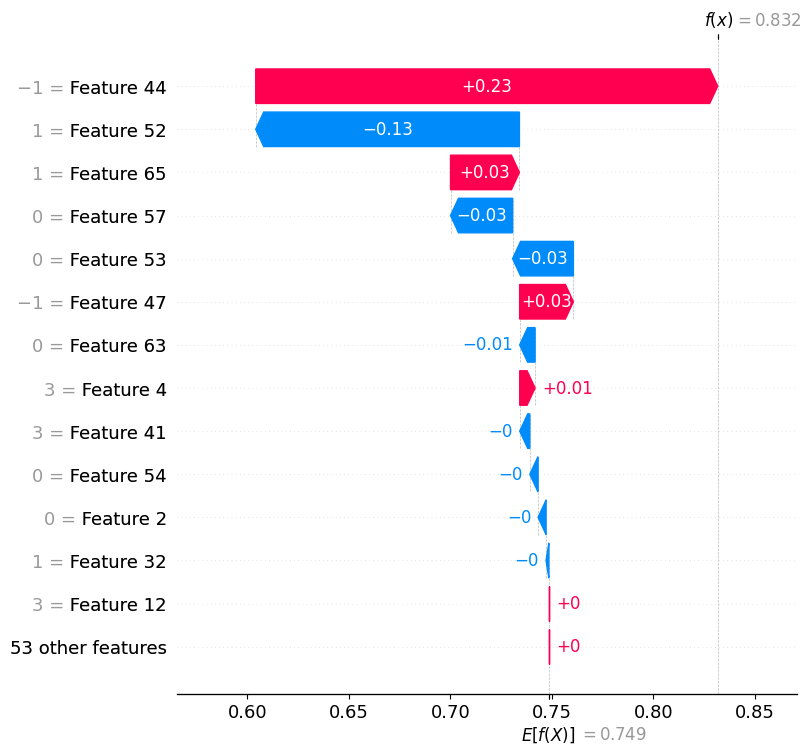 f(x) = 0.832
−1 = Feature 44
+0.23
1 = Feature 52
−0.13
1 = Feature 65
+0.03
0 = Feature 57
−0.03
0 = Feature 53
−0.03
−1 = Feature 47
+0.03
0 = Feature 63
−0.01
3 = Feature 4
+0.01
3 = Feature 41
−0
0 = Feature 54
−0
0 = Feature 2
−0
1 = Feature 32
−0
3 = Feature 12
+0
53 other features
+0
0.60 0.65 0.70 0.75 0.80 0.85
E[f(X)] = 0.749